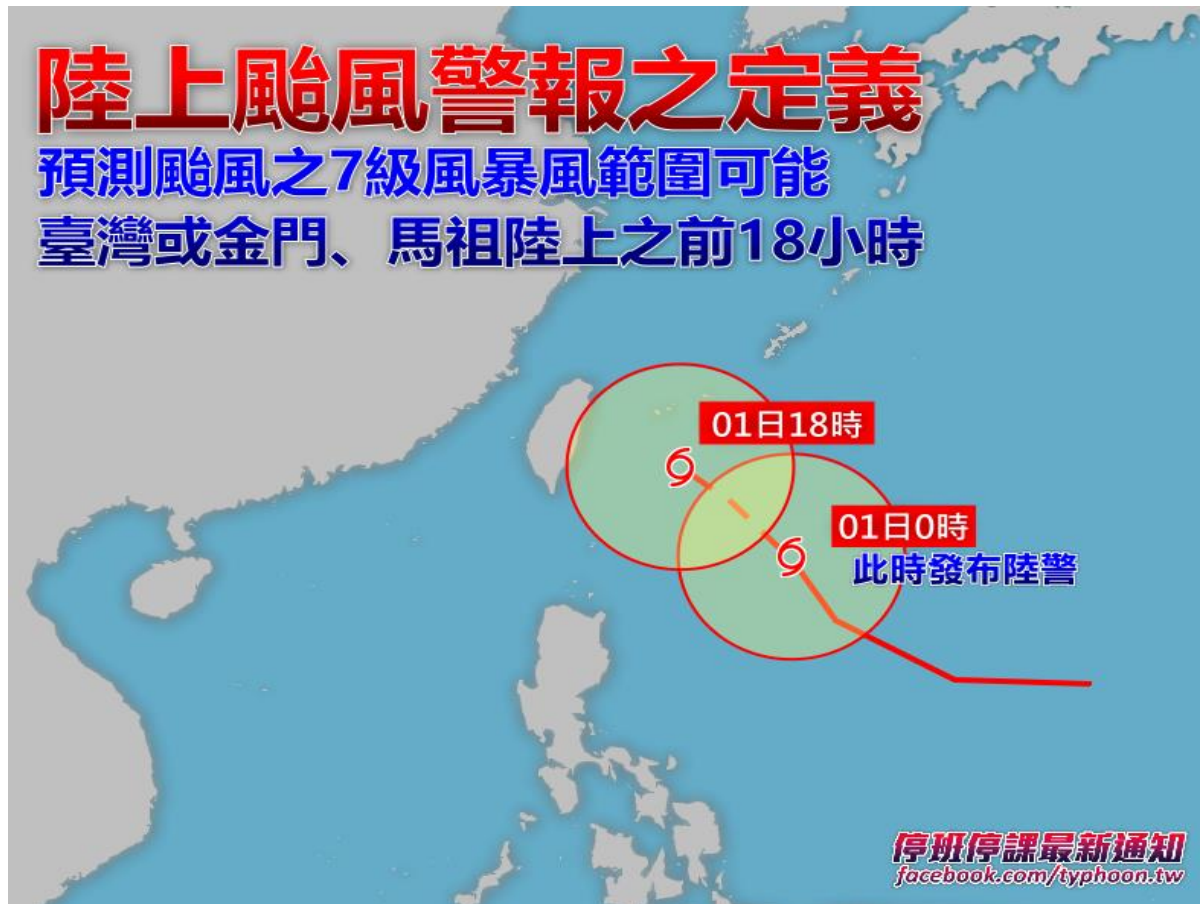 陸上颱風警報之定義
預測颱風之7級風暴風範圍可能
臺灣或金門、馬祖陸上之前18小時
01日18時
01日0時
此時發布陸警
停班停課最新通知
facebook.com/typhoon.tw